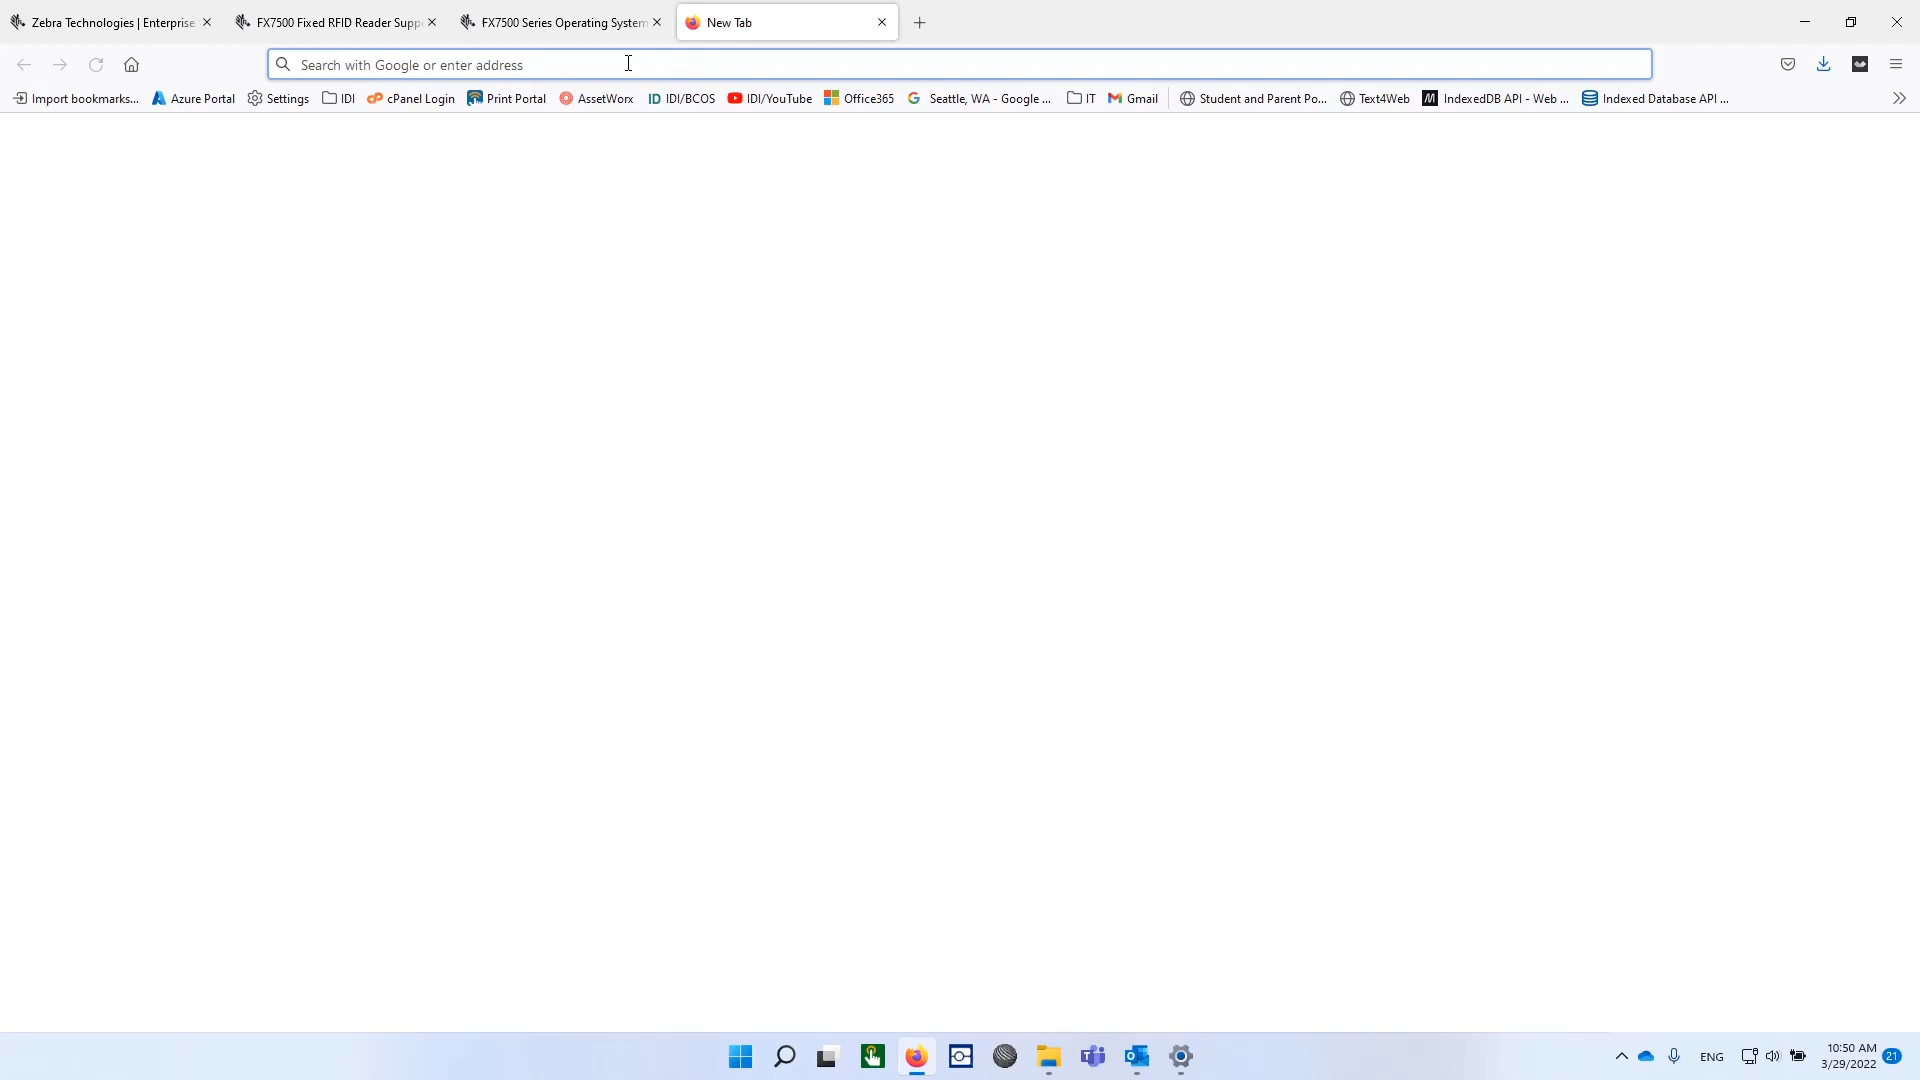 Zebra Technologies | Enterprise
FX7500 Fixed RFID Reader Supp
FX7500 Series Operating System
New Tab
Search with Google or enter address
Import bookmarks...
Azure Portal
Settings
IDI
cPanel Login
Print Portal
AssetWorx
ID IDI/BCOS
IDI/YouTube
Office365
Seattle, WA - Google ...
IT
Gmail
Student and Parent Po...
Text4Web
IndexedDB API - Web ...
Indexed Database API ...
ENG
10:50 AM
3/29/2022
21